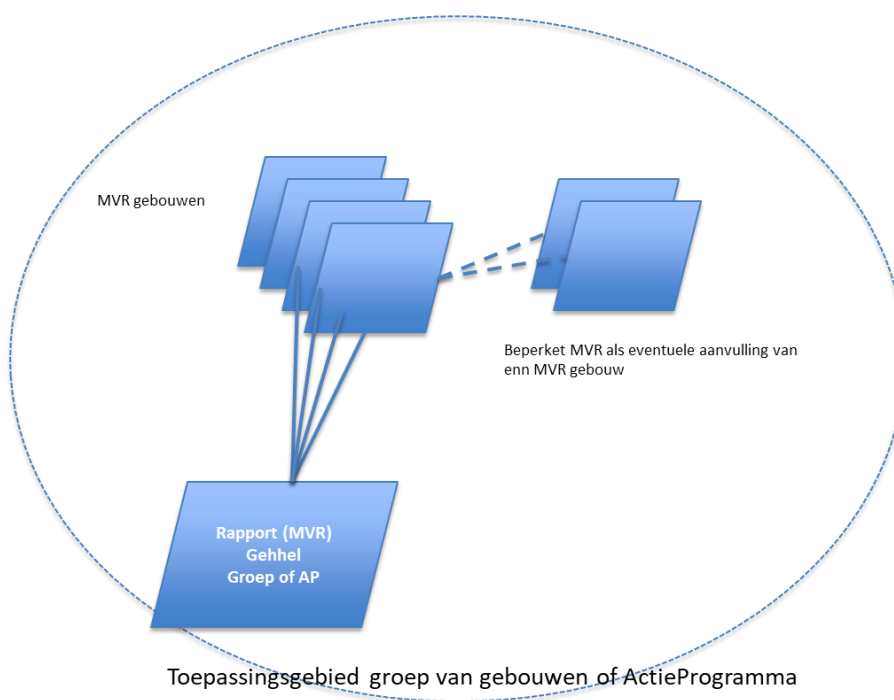 MVR gebouwen
Beperket MVR als eventuele aanvulling van
enn MVR gebouw
Rapport (MVR)
Gehhel
Groep of AP
Toepassingsgebied groep van gebouwen of ActieProgramma